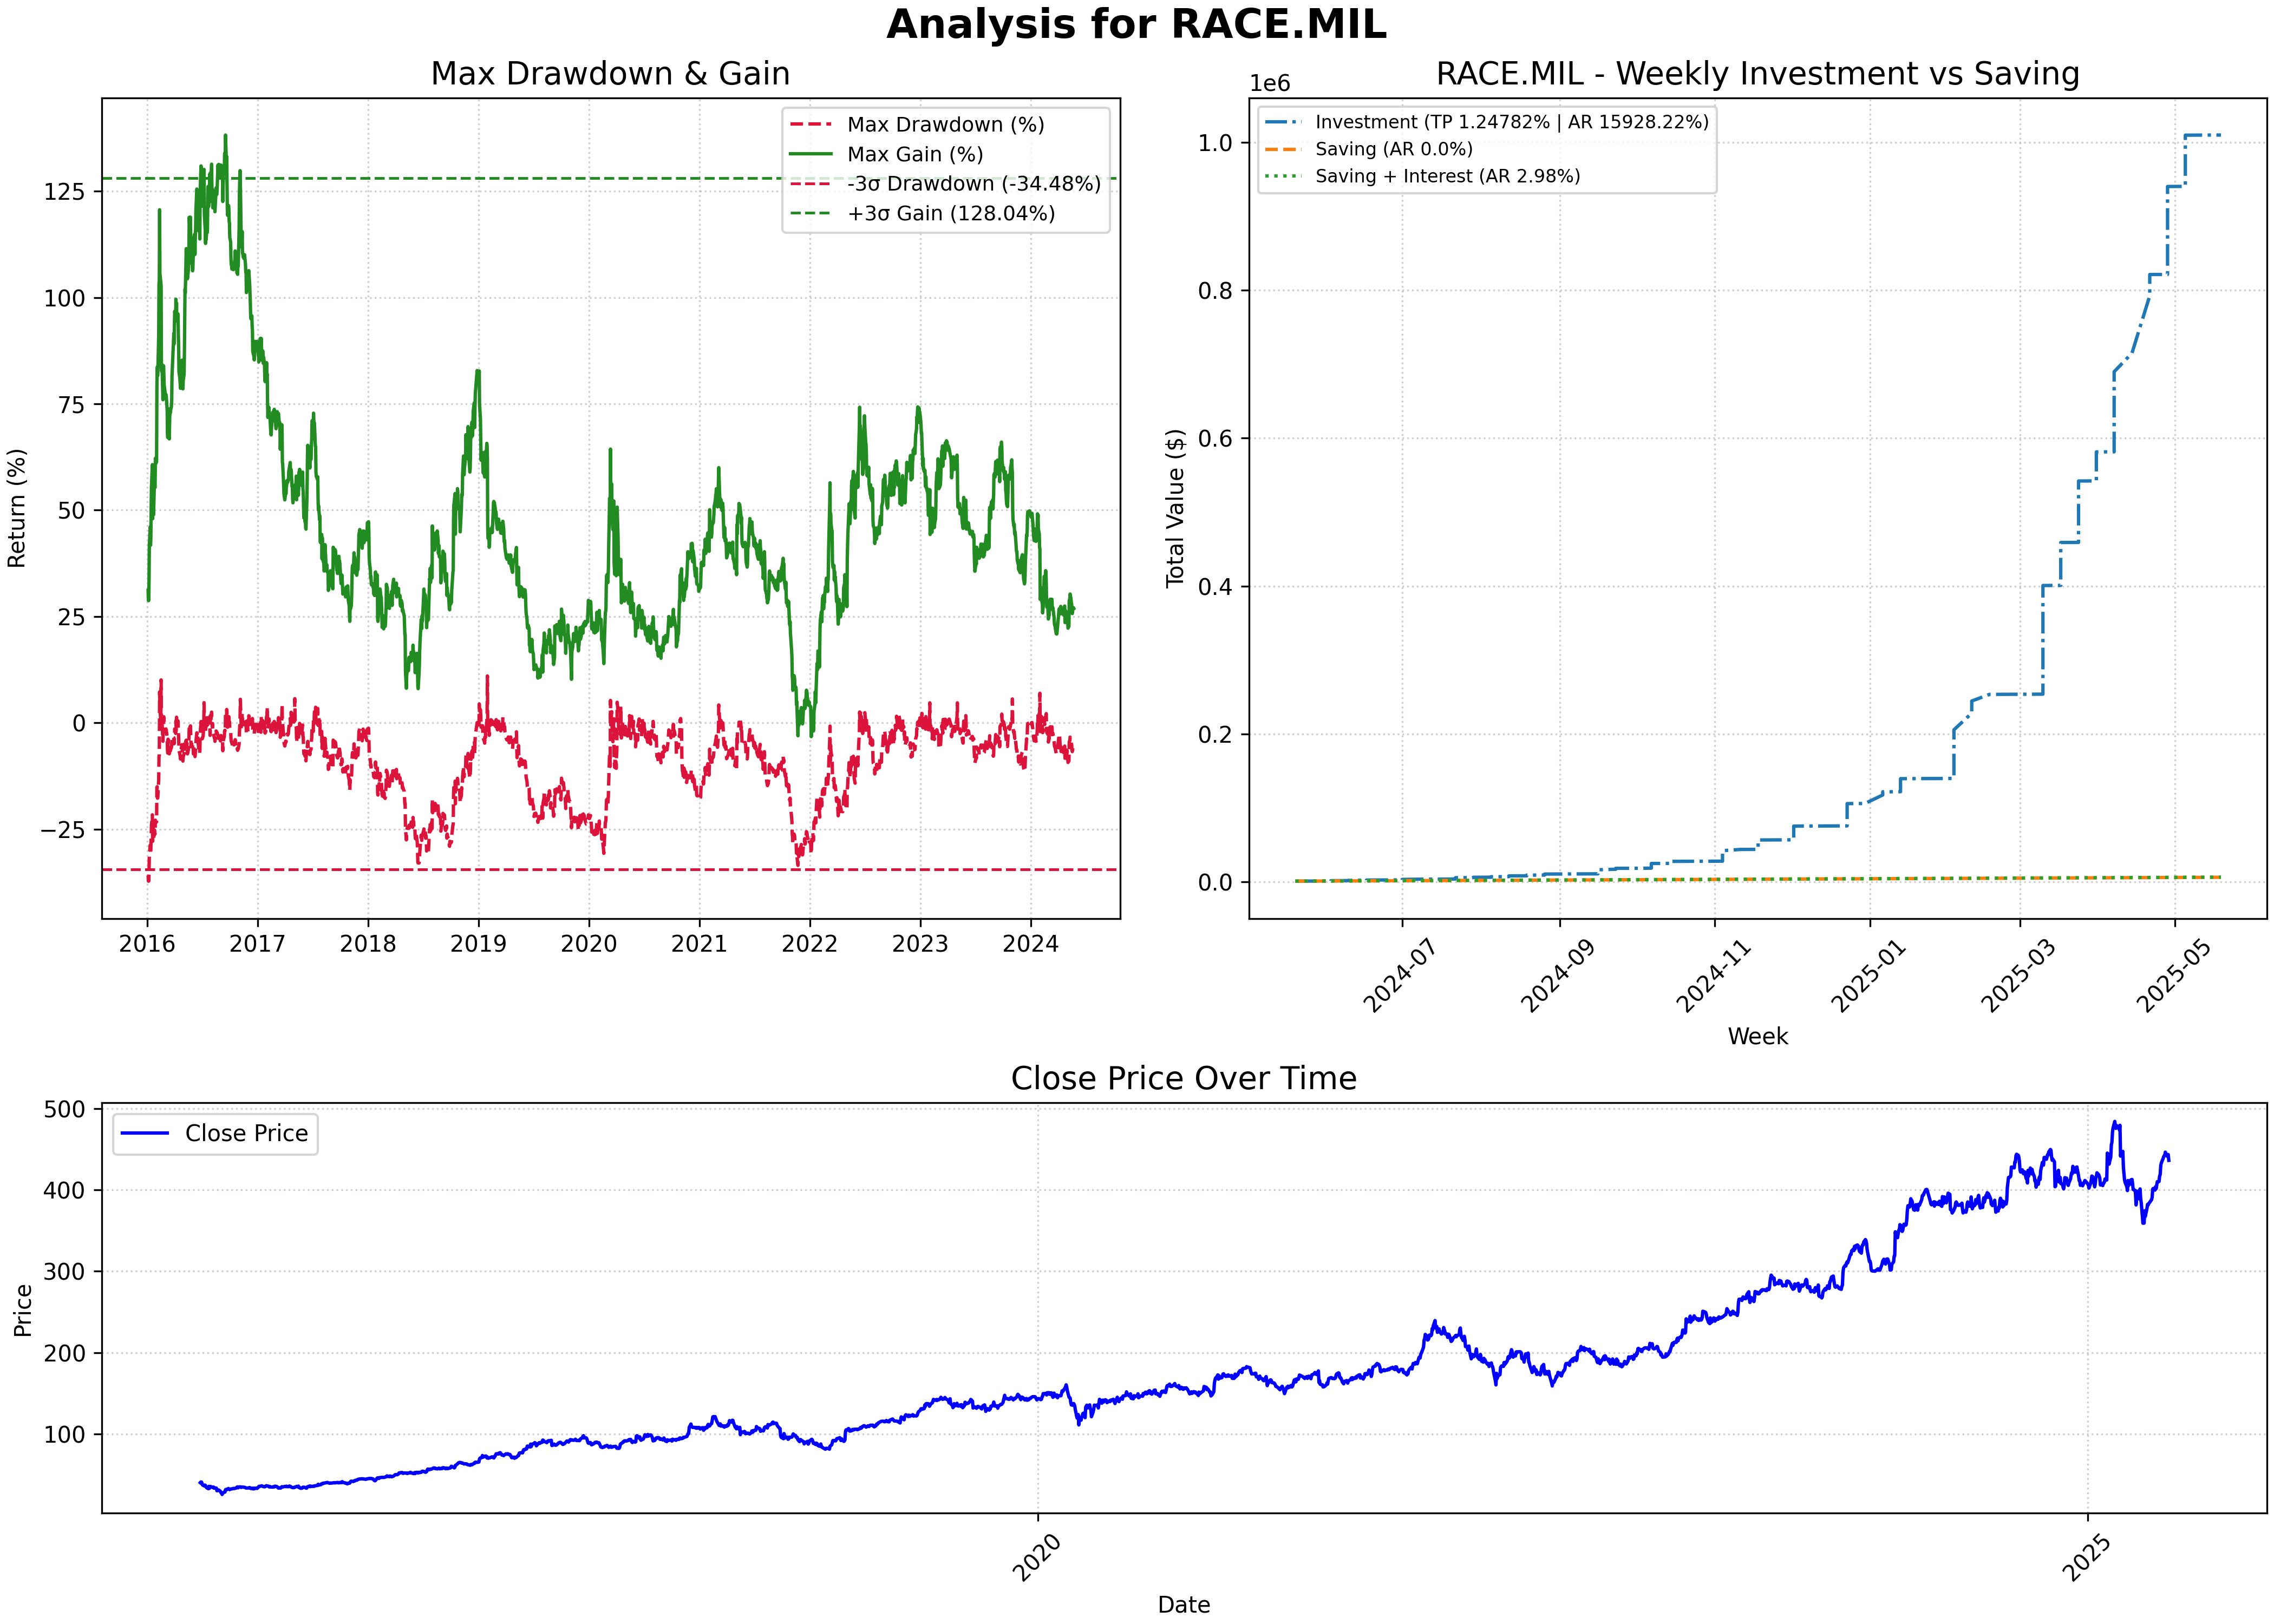 Analysis for RACE.MIL
Max Drawdown & Gain
Return (%)
125
100
75
50
25
0
−25
2016 2017 2018 2019 2020 2021 2022 2023 2024
Max Drawdown (%)
Max Gain (%)
-3σ Drawdown (-34.48%)
+3σ Gain (128.04%)
RACE.MIL - Weekly Investment vs Saving
1e6
Total Value ($)
1.0
0.8
0.6
0.4
0.2
0.0
Investment (TP 1.24782% | AR 15928.22%)
Saving (AR 0.0%)
Saving + Interest (AR 2.98%)
2024-07 2024-09 2024-11 2025-01 2025-03 2025-05
Week
Close Price Over Time
Price
500
400
300
200
100
Close Price
2020 2025
Date